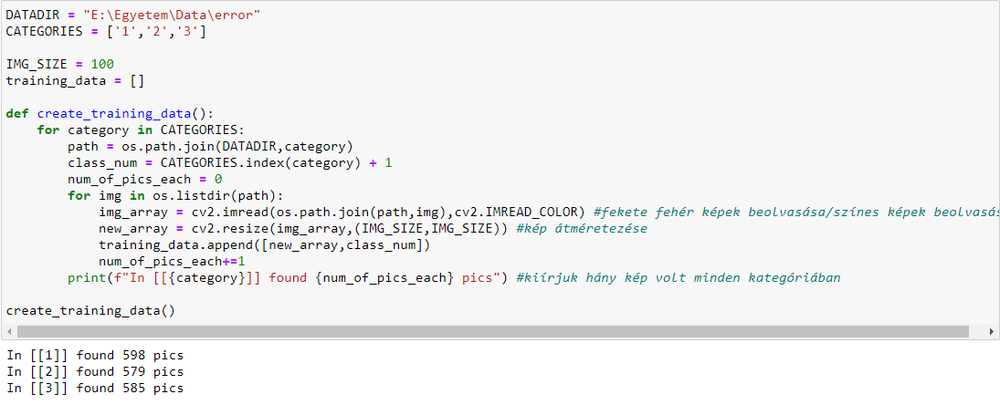 DATADIR = "E:\Egyetem\Data\error"
CATEGORIES = ['1','2','3']
IMG_SIZE = 100
training_data = []
def create_training_data():
for category in CATEGORIES:
path = os.path.join(DATADIR,category)
class_num = CATEGORIES.index(category) + 1
num_of_pics_each = 0
for img in os.listdir(path):
img_array = cv2.imread(os.path.join(path,img),cv2.IMREAD_COLOR) #fekete fehér képek beolvasása/színes képek beolvasás
new_array = cv2.resize(img_array,(IMG_SIZE,IMG_SIZE)) #kép átméretezése
training_data.append([new_array,class_num])
num_of_pics_each+=1
print(f"In [[{category}]] found {num_of_pics_each} pics") #kiírjuk hány kép volt minden kategóriában
create_training_data()
In [[1]] found 598 pics
In [[2]] found 579 pics
In [[3]] found 585 pics